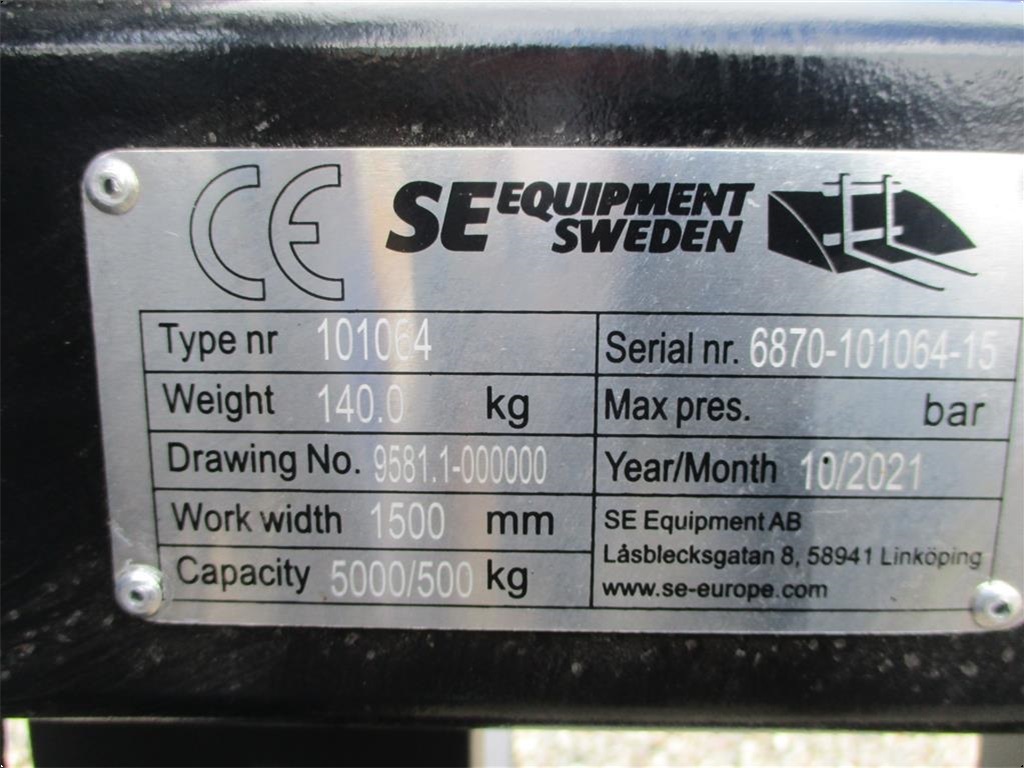 CE SE EQUIPMENT
SWEDEN
Type nr 101064
Serial nr. 6870-101064-15
Weight 140.0 kg
Max pres. bar
Drawing No. 9581.1-000000
Year/Month 10/2021
Work width 1500 mm
SE Equipment AB
Låsblecksgatan 8, 58941 Linköping
Capacity 5000/500 kg
www.se-europe.com